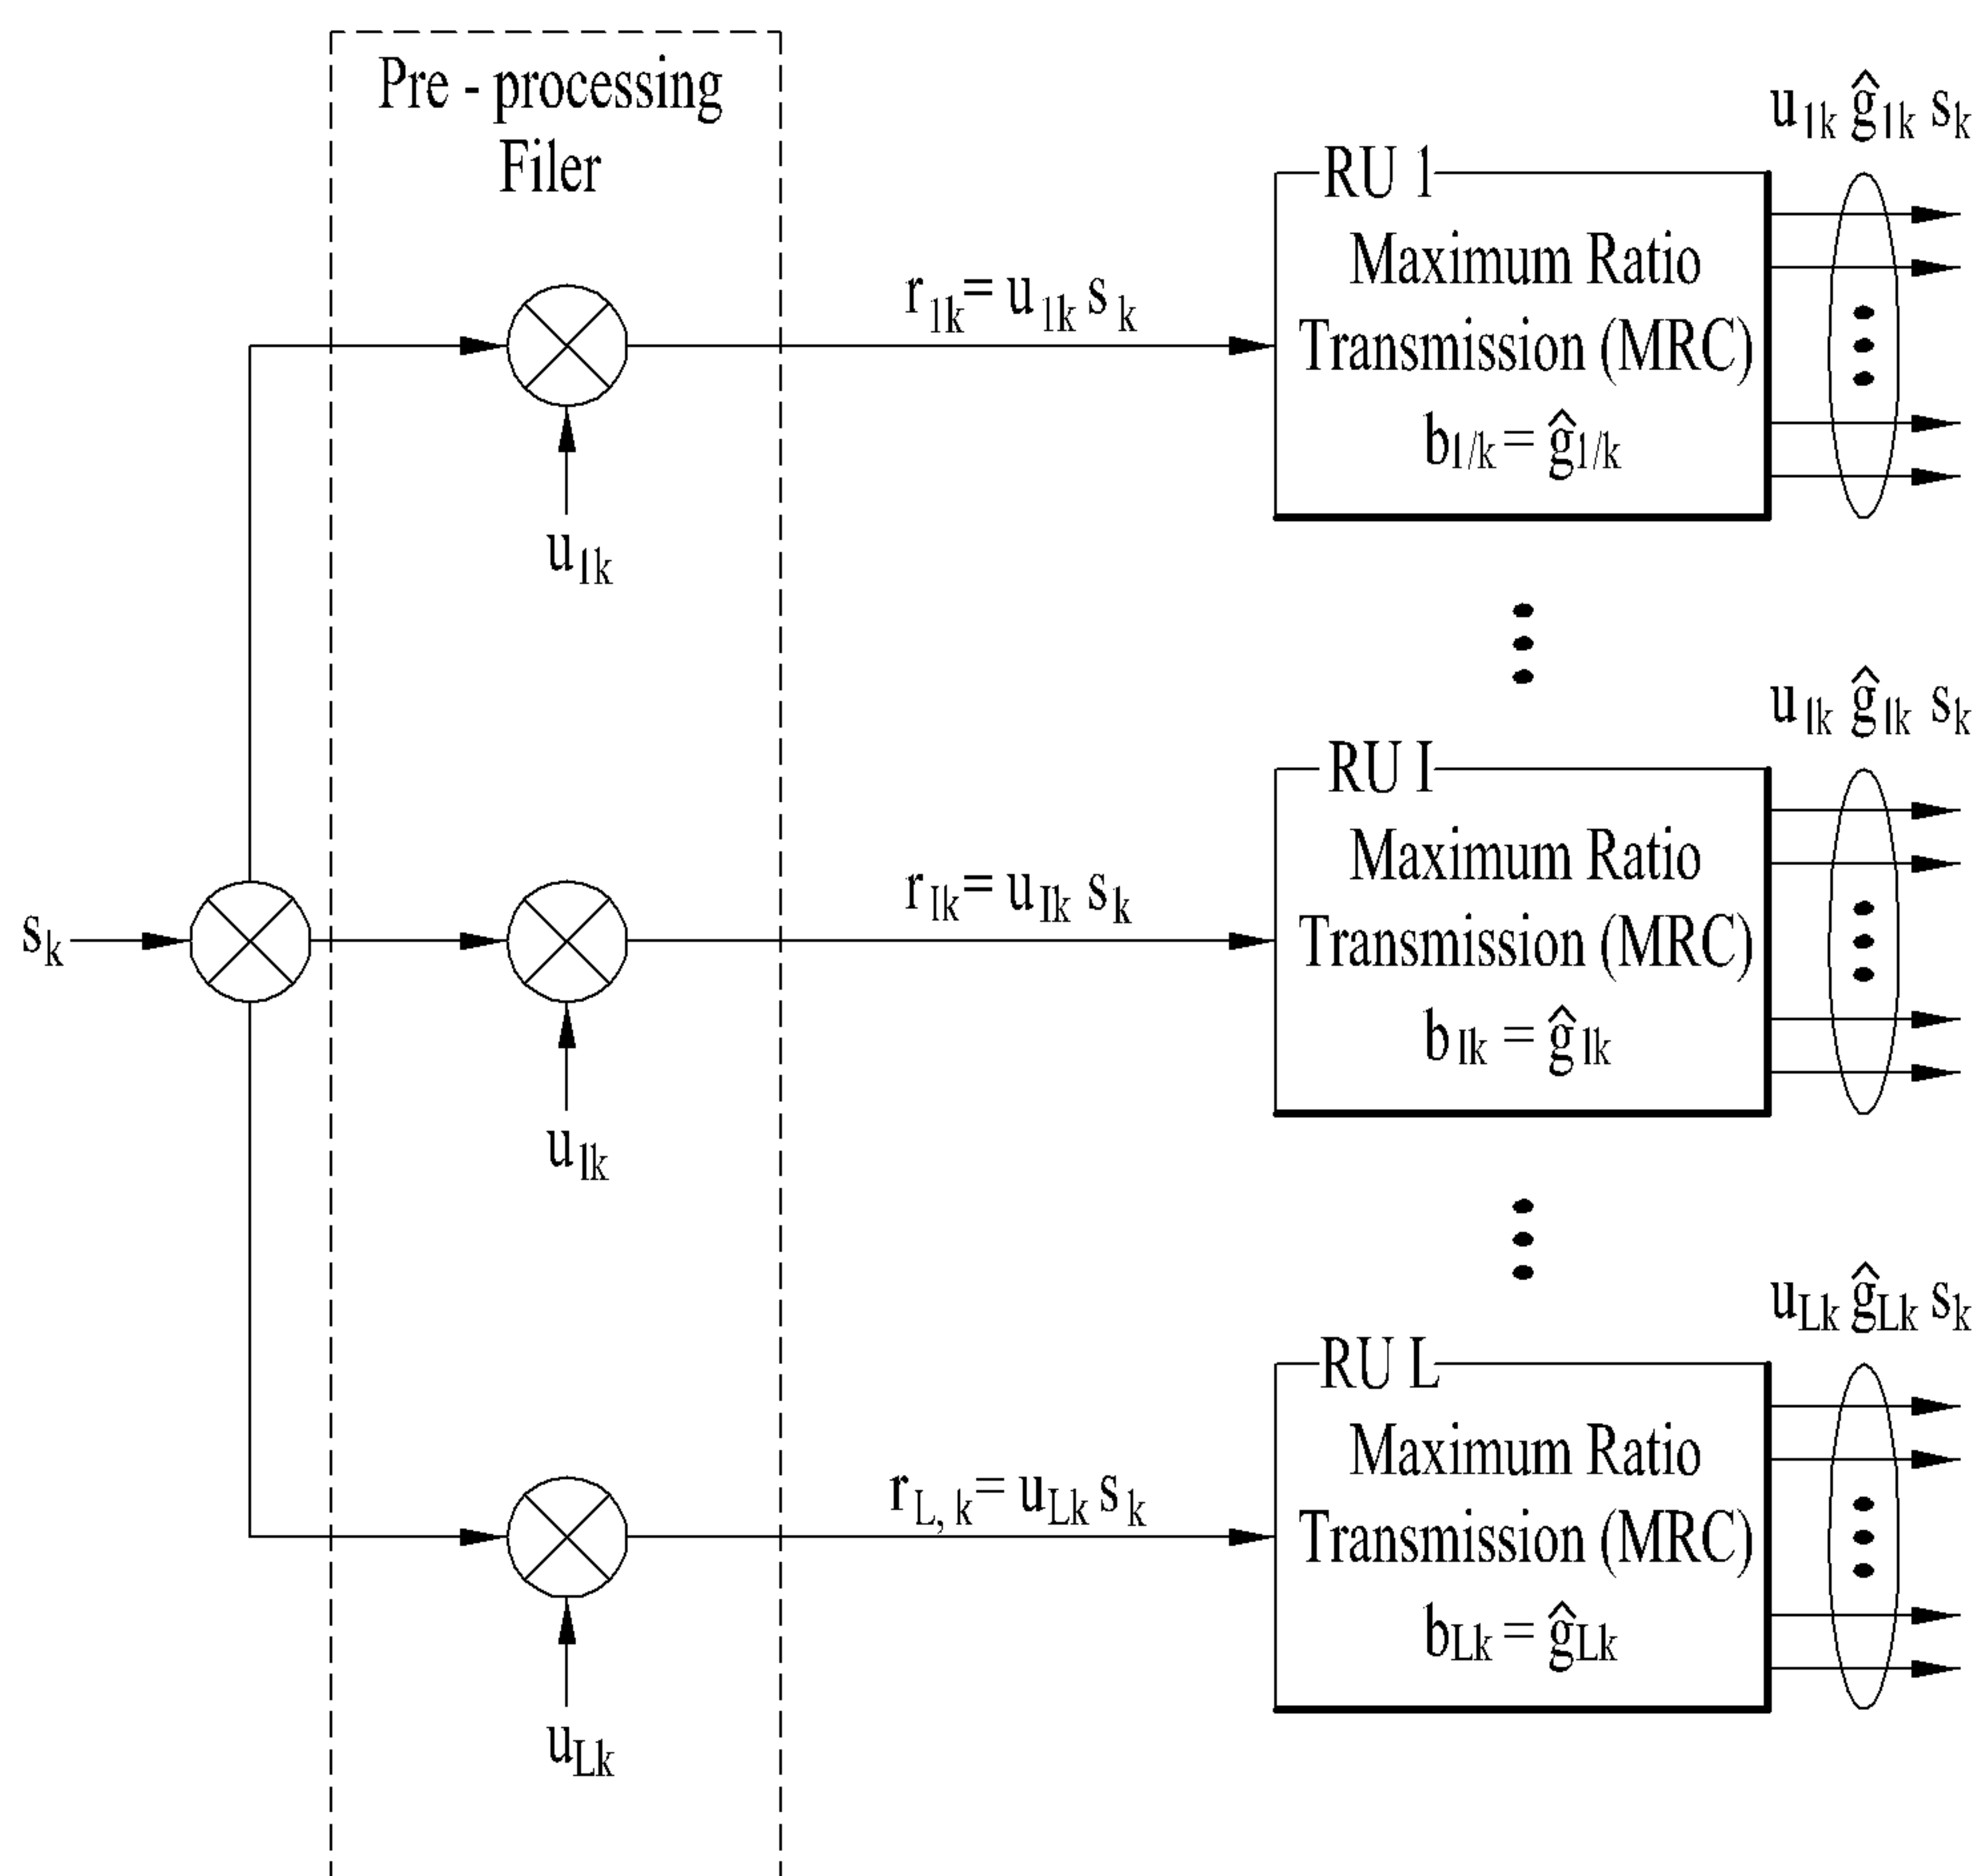 Pre - processing
Filer
u1k ĝ1k sk
RU 1
Maximum Ratio
Transmission (MRC)
b1/k = ĝ1/k
r1k = u1k sk
u1k
ulk ĝlk sk
RU I
Maximum Ratio
Transmission (MRC)
blk = ĝlk
rIk = uIk sk
sk
ulk
uLk ĝLk sk
RU L
Maximum Ratio
Transmission (MRC)
bLk = ĝLk
rL, k = uLk sk
uLk